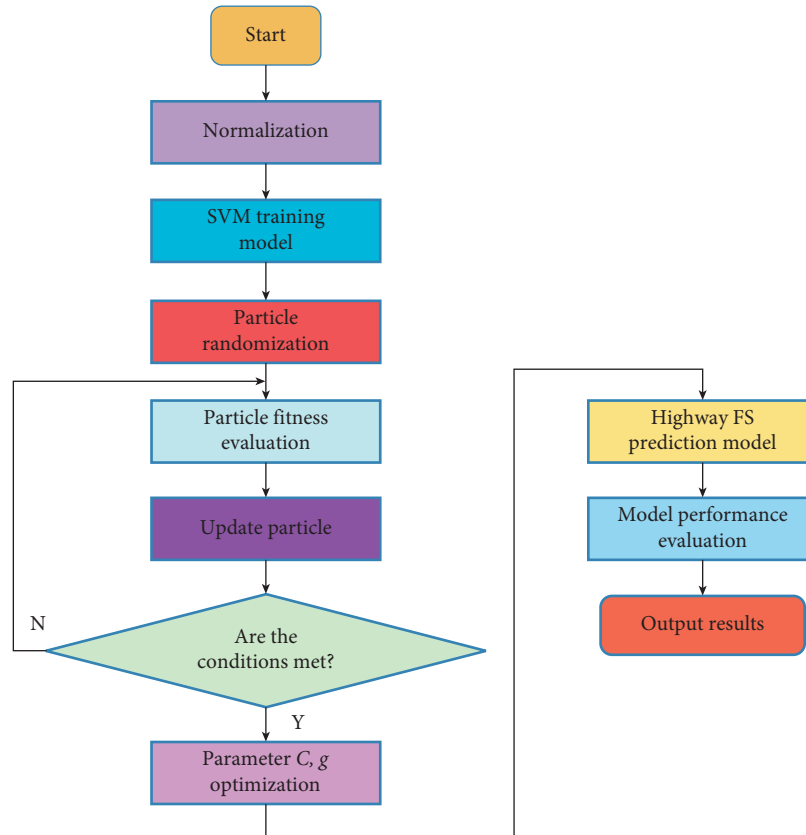 Start
Normalization
SVM training
model
Particle
randomization
Particle fitness
evaluation
Update particle
N
Are the
conditions met?
Y
Parameter C, g
optimization
Highway FS
prediction model
Model performance
evaluation
Output results